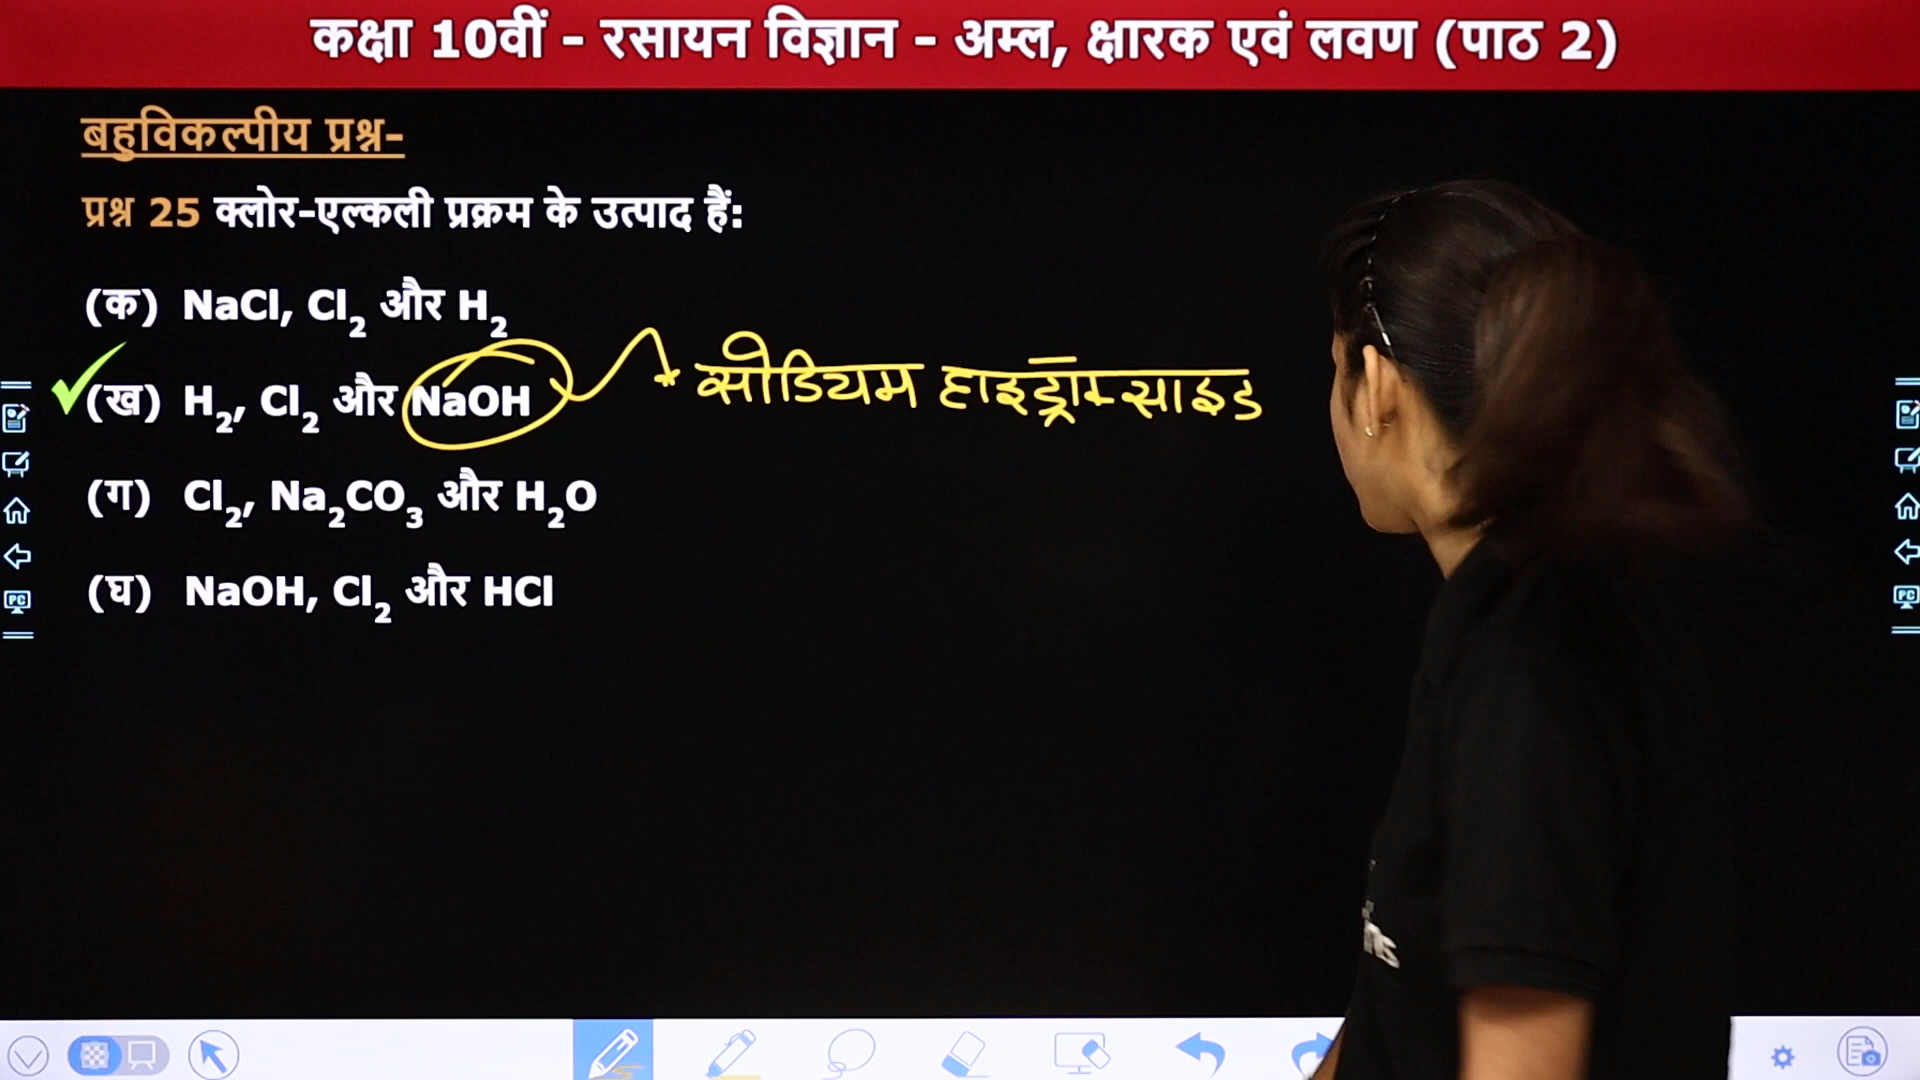 कक्षा 10वीं - रसायन विज्ञान - अम्ल, क्षारक एवं लवण (पाठ 2)
बहुविकल्पीय प्रश्न-
प्रश्न 25 क्लोर-एल्कली प्रक्रम के उत्पाद हैं:
(क) NaCl, Cl₂ और H₂
(ख) H₂, Cl₂ और NaOH
सोडियम हाइड्रॉक्साइड
(ग) Cl₂, Na₂CO₃ और H₂O
(घ) NaOH, Cl₂ और HCl
PC
PC